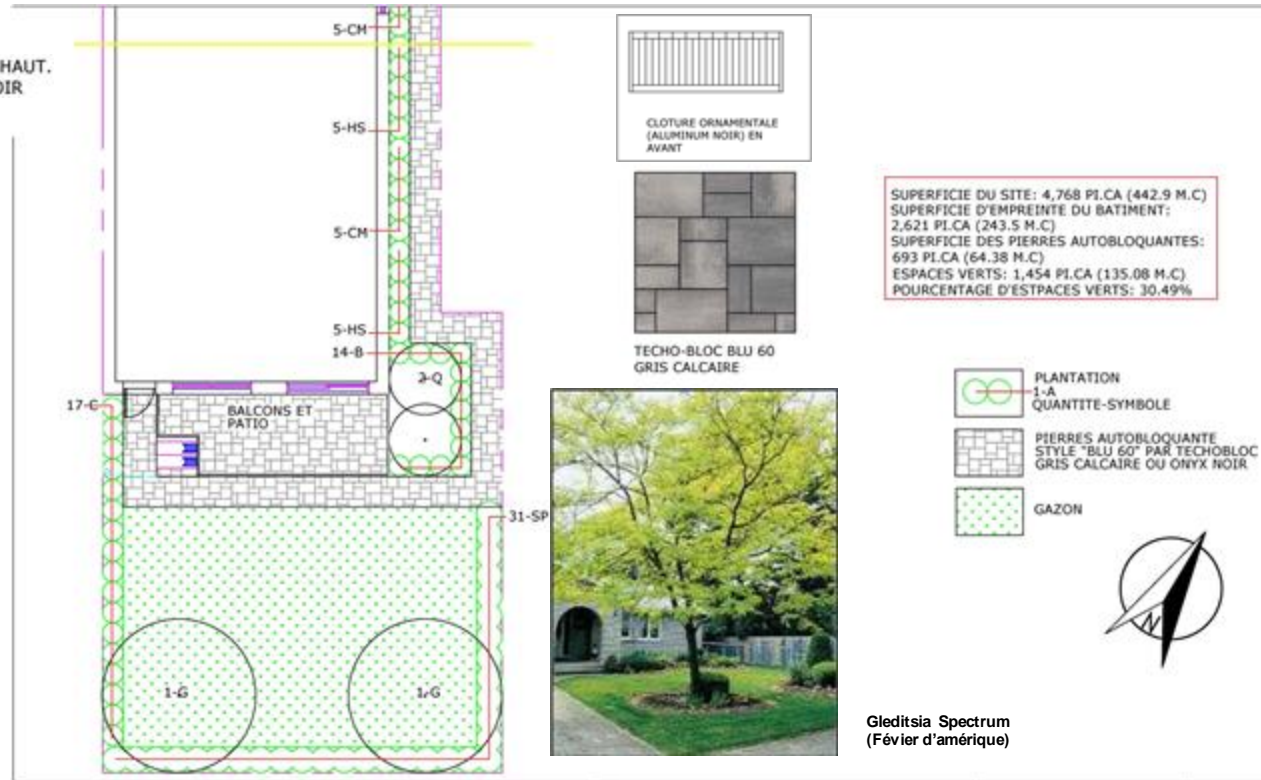 HAUT.
OIR
5-CM
5-HS
5-CM
5-HS
14-B
17-C
BALCONS ET
PATIO
31-SP
1-G
1-G
CLOTURE ORNAMENTALE
(ALUMINUM NOIR) EN
AVANT
TECHO-BLOC BLU 60
GRIS CALCAIRE
SUPERFICIE DU SITE: 4,768 PI.CA (442.9 M.C)
SUPERFICIE D'EMPREINTE DU BATIMENT:
2,621 PI.CA (243.5 M.C)
SUPERFICIE DES PIERRES AUTOBLOQUANTES:
693 PI.CA (64.38 M.C)
ESPACES VERTS: 1,454 PI.CA (135.08 M.C)
POURCENTAGE D'ESTPACES VERTS: 30.49%
PLANTATION
1-A
QUANTITE-SYMBOLE
PIERRES AUTOBLOQUANTE
STYLE "BLU 60" PAR TECHOBLOC
GRIS CALCAIRE OU ONYX NOIR
GAZON
N
Gleditsia Spectrum
(Févier d'amérique)